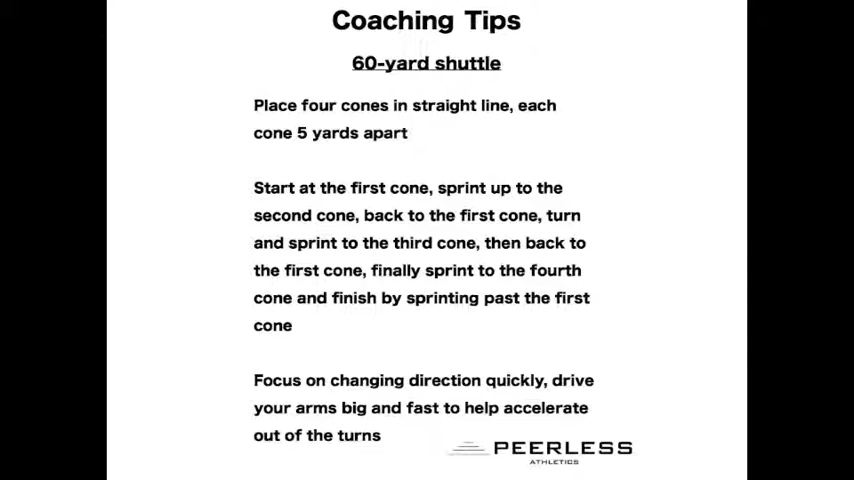 Coaching Tips
60-yard shuttle
Place four cones in straight line, each
cone 5 yards apart
Start at the first cone, sprint up to the
second cone, back to the first cone, turn
and sprint to the third cone, then back to
the first cone, finally sprint to the fourth
cone and finish by sprinting past the first
cone
Focus on changing direction quickly, drive
your arms big and fast to help accelerate
out of the turns
PEERLESS
ATHLETICS